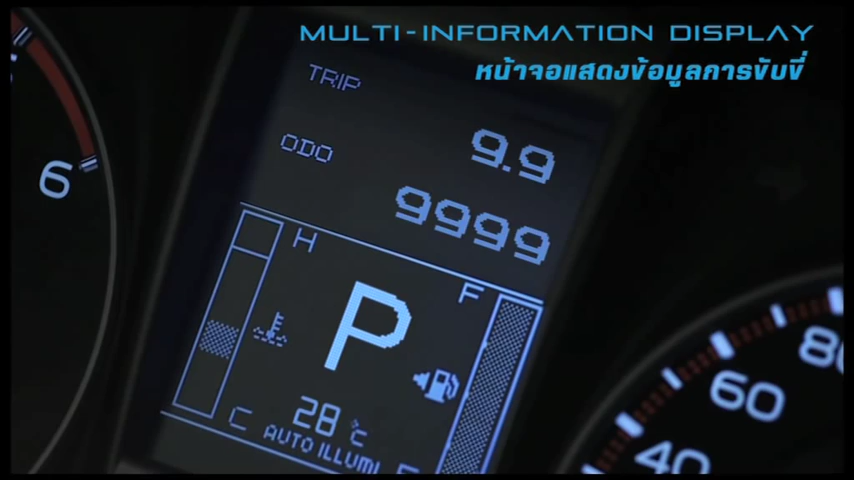 MULTI-INFORMATION DISPLAY
หน้าจอแสดงข้อมูลการขับขี่
TRIP
9.9
ODO
9999
6
H
F
P
28 °C
C
AUTO ILLUMI
80
60
40